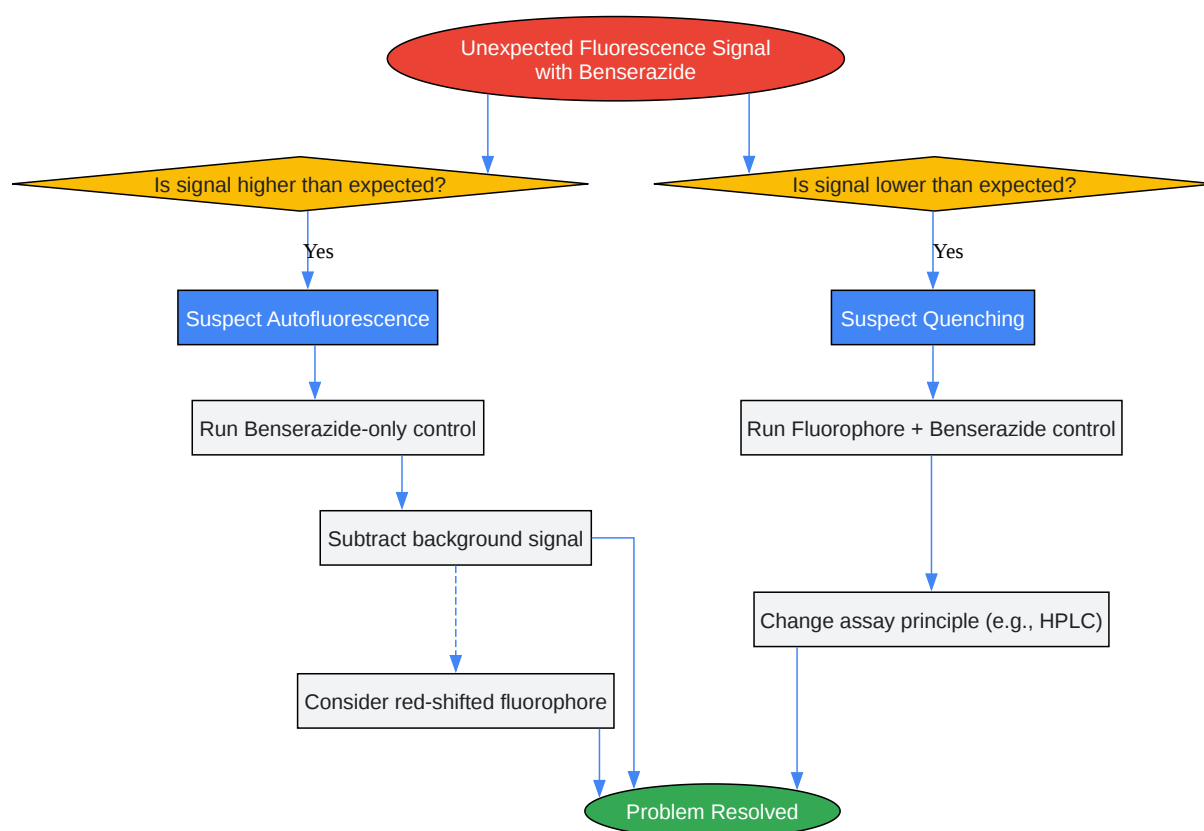 Unexpected Fluorescence Signal
with Benserazide
Is signal higher than expected?
Is signal lower than expected?
Yes
Yes
Suspect Autofluorescence
Suspect Quenching
Run Benserazide-only control
Run Fluorophore + Benserazide control
Subtract background signal
Change assay principle (e.g., HPLC)
Consider red-shifted fluorophore
Problem Resolved